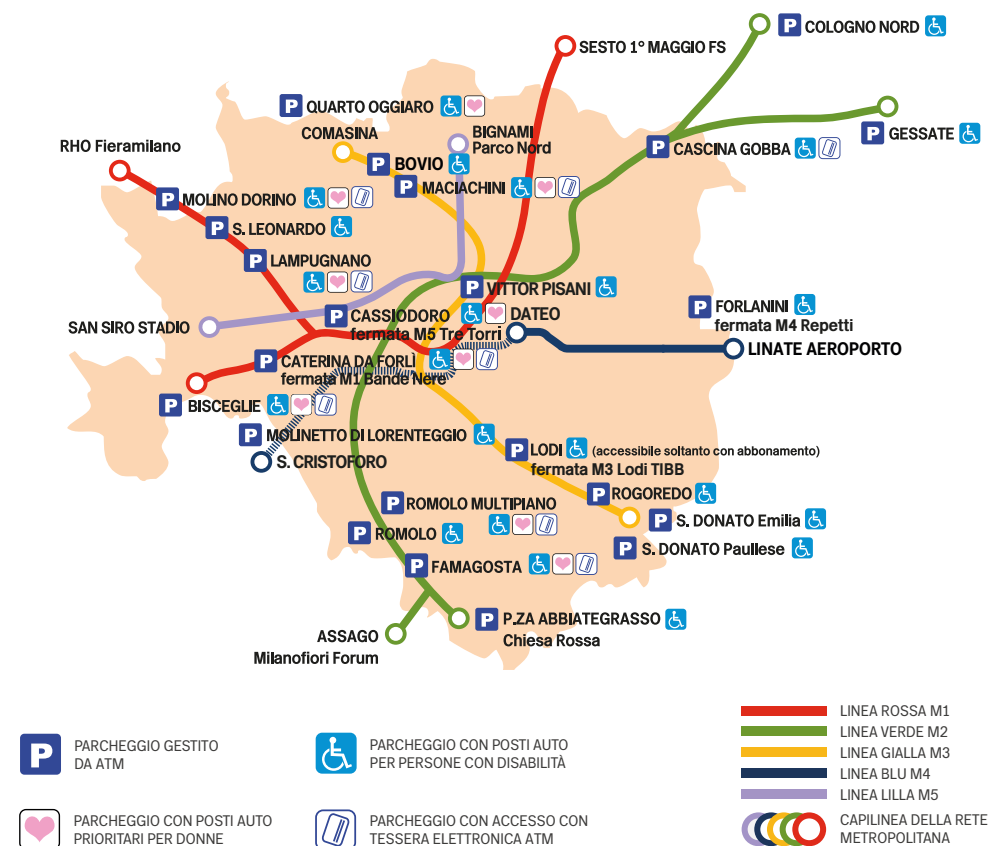 P COLOGNO NORD
SESTO 1° MAGGIO FS
P QUARTO OGGIARO
COMASINA
BIGNAMI
Parco Nord
P GESSATE
RHO Fieramilano
P BOVIO
P CASCINA GOBBA
P MACIACHINI
P MOLINO DORINO
P S. LEONARDO
P LAMPUGNANO
P VITTOR PISANI
P FORLANINI
fermata M4 Repetti
SAN SIRO STADIO
P CASSIODORO
fermata M5 Tre Torri
DATEO
LINATE AEROPORTO
P CATERINA DA FORLÌ
fermata M1 Bande Nere
P BISCEGLIE
P MOLINETTO DI LORENTEGGIO
S. CRISTOFORO
P LODI (accessibile soltanto con abbonamento)
fermata M3 Lodi TIBB
P ROGOREDO
P ROMOLO MULTIPIANO
P S. DONATO Emilia
P ROMOLO
P S. DONATO Paullese
P FAMAGOSTA
P P.ZA ABBIATEGRASSO
Chiesa Rossa
ASSAGO
Milanofiori Forum
P PARCHEGGIO GESTITO
DA ATM
PARCHEGGIO CON POSTI AUTO
PER PERSONE CON DISABILITÀ
PARCHEGGIO CON POSTI AUTO
PRIORITARI PER DONNE
PARCHEGGIO CON ACCESSO CON
TESSERA ELETTRONICA ATM
LINEA ROSSA M1
LINEA VERDE M2
LINEA GIALLA M3
LINEA BLU M4
LINEA LILLA M5
CAPILINEA DELLA RETE
METROPOLITANA